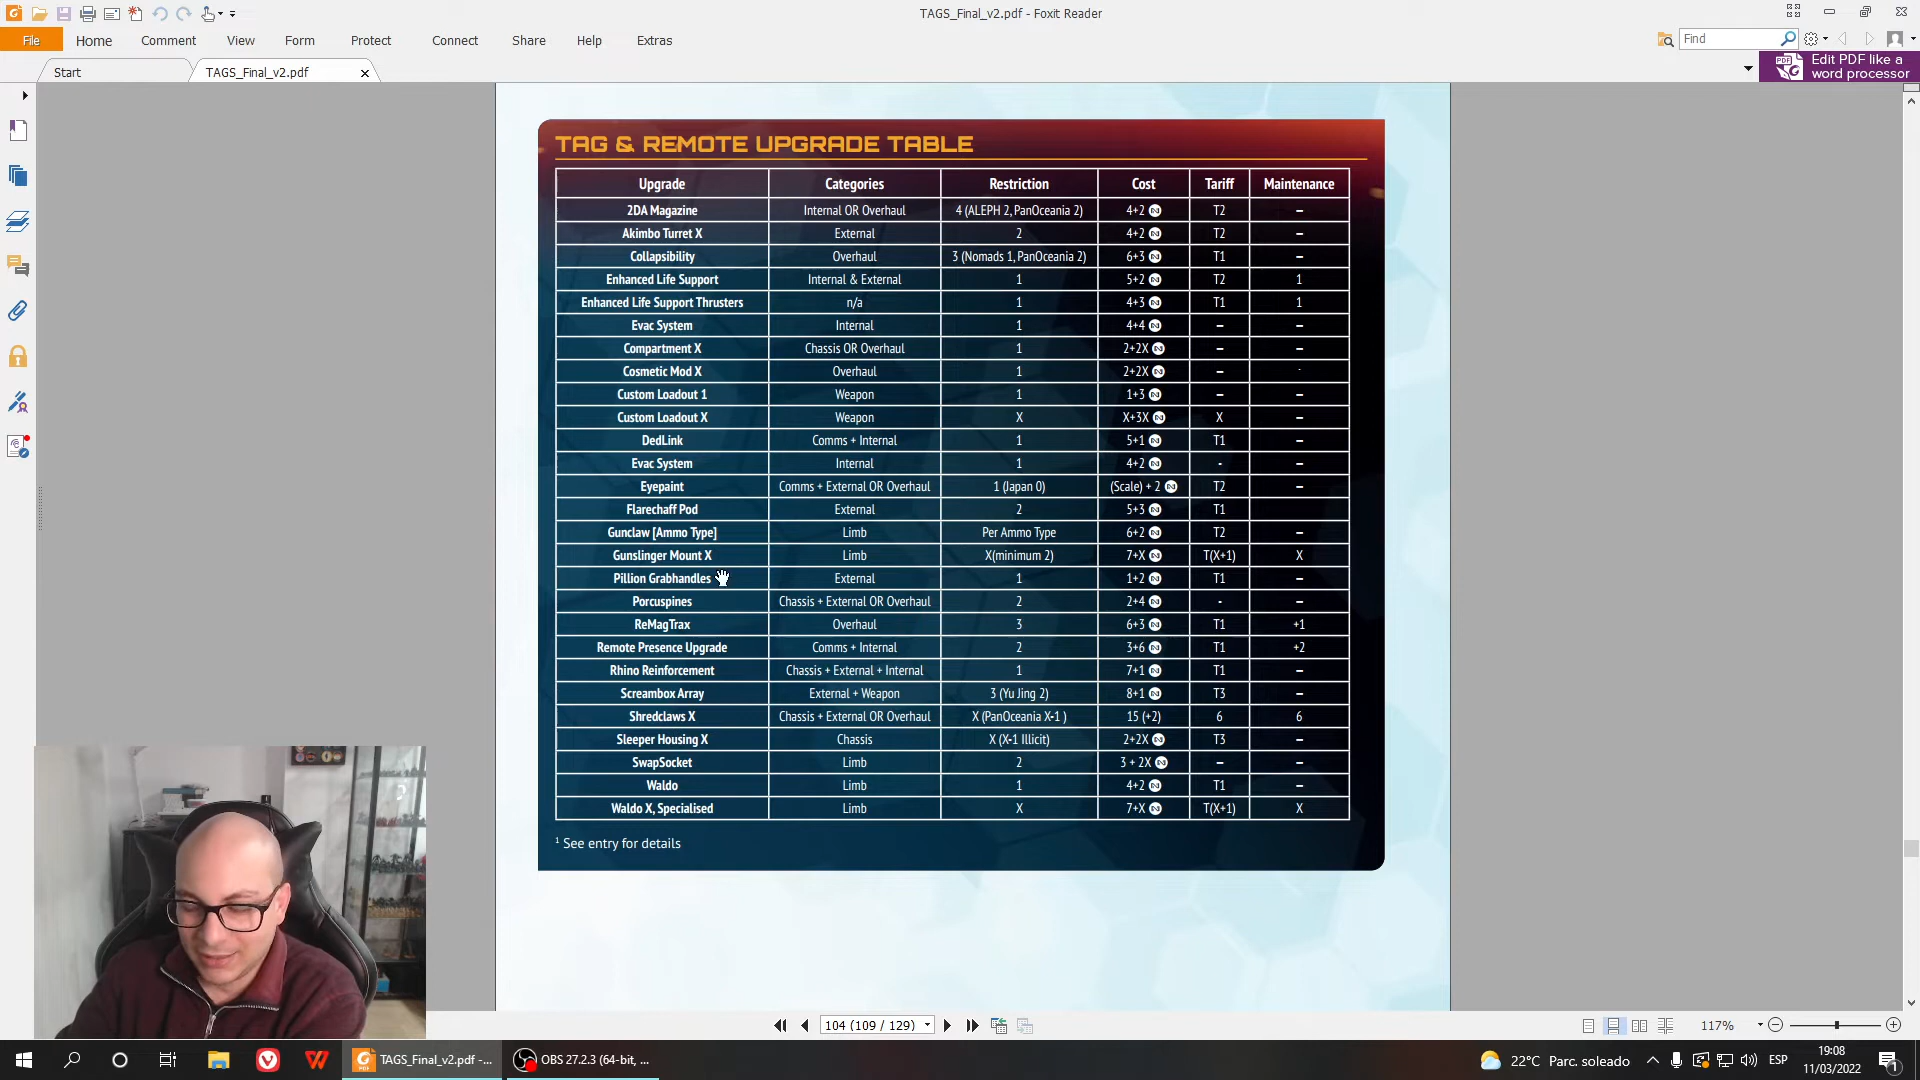 TAGS_Final_v2.pdf - Foxit Reader
File Home Comment View Form Protect Connect Share Help Extras
Find
Start TAGS_Final_v2.pdf
Edit PDF like a
word processor
TAG & REMOTE UPGRADE TABLE
Upgrade Categories Restriction Cost Tariff Maintenance
2DA Magazine Internal OR Overhaul 4 (ALEPH 2, PanOceania 2) 4+2 N T2 –
Akimbo Turret X External 2 4+2 N T2 –
Collapsibility Overhaul 3 (Nomads 1, PanOceania 2) 6+3 N T1 –
Enhanced Life Support Internal & External 1 5+2 N T2 1
Enhanced Life Support Thrusters n/a 1 4+3 N T1 1
Evac System Internal 1 4+4 N – –
Compartment X Chassis OR Overhaul 1 2+2X N – –
Cosmetic Mod X Overhaul 1 2+2X N – .
Custom Loadout 1 Weapon 1 1+3 N – –
Custom Loadout X Weapon X X+3X N X –
DedLink Comms + Internal 1 5+1 N T1 –
Evac System Internal 1 4+2 N - –
Eyepaint Comms + External OR Overhaul 1 (Japan 0) (Scale) + 2 N T2 –
Flarechaff Pod External 2 5+3 N T1
Gunclaw [Ammo Type] Limb Per Ammo Type 6+2 N T2 –
Gunslinger Mount X Limb X(minimum 2) 7+X N T(X+1) X
Pillion Grabhandles External 1 1+2 N T1 –
Porcuspines Chassis + External OR Overhaul 2 2+4 N - –
ReMagTrax Overhaul 3 6+3 N T1 +1
Remote Presence Upgrade Comms + Internal 2 3+6 N T1 +2
Rhino Reinforcement Chassis + External + Internal 1 7+1 N T1 –
Screambox Array External + Weapon 3 (Yu Jing 2) 8+1 N T3 –
Shredclaws X Chassis + External OR Overhaul X (PanOceania X-1 ) 15 (+2) 6 6
Sleeper Housing X Chassis X (X-1 Illicit) 2+2X N T3 –
SwapSocket Limb 2 3 + 2X N – –
Waldo Limb 1 4+2 N T1 –
Waldo X, Specialised Limb X 7+X N T(X+1) X
1 See entry for details
104 (109 / 129)
117%
TAGS_Final_v2.pdf -... OBS 27.2.3 (64-bit, ...
22°C Parc. soleado
ESP
19:08
11/03/2022
1